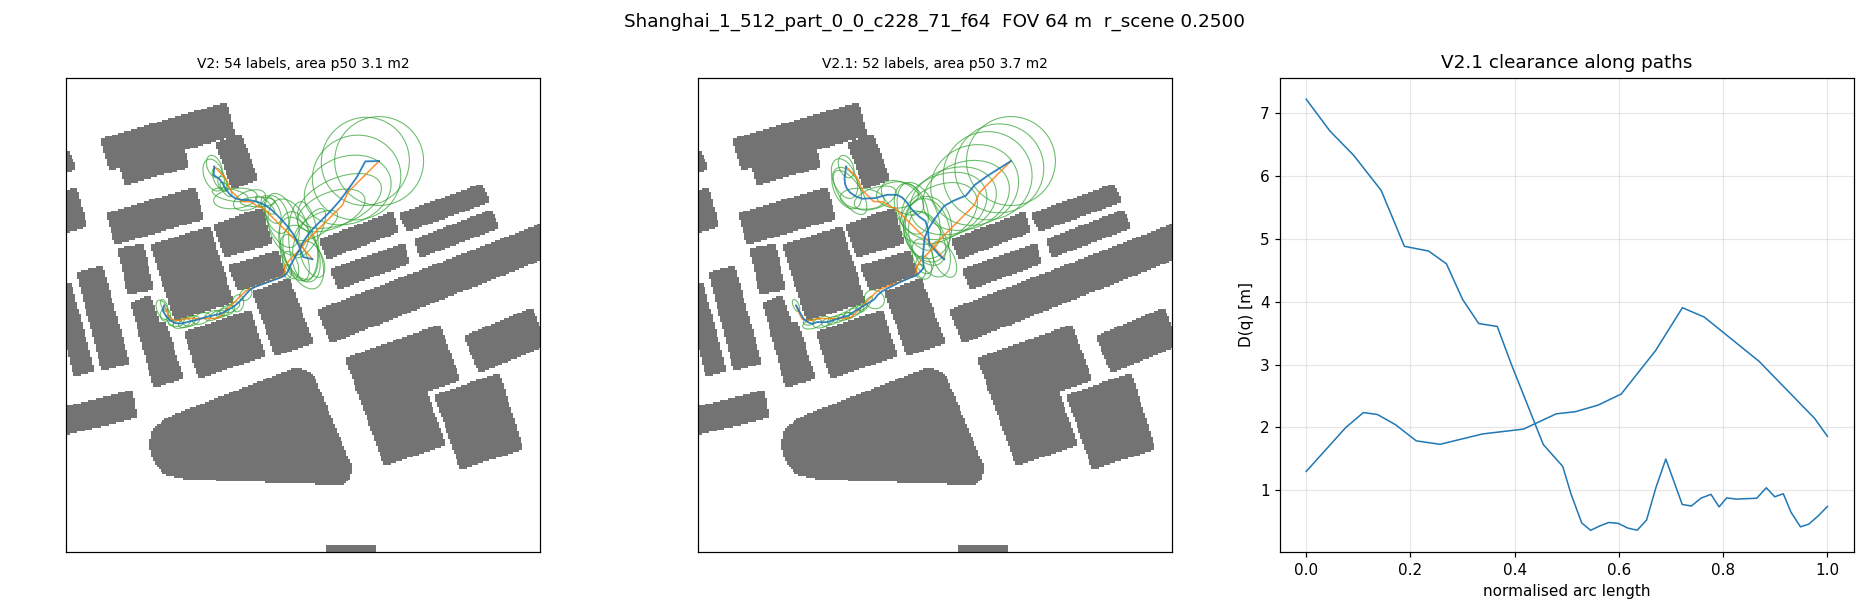 Shanghai_1_512_part_0_0_c228_71_f64  FOV 64 m  r_scene 0.2500
V2: 54 labels, area p50 3.1 m2
V2.1: 52 labels, area p50 3.7 m2
V2.1 clearance along paths
D(q) [m]
7
6
5
4
3
2
1
0.0 0.2 0.4 0.6 0.8 1.0
normalised arc length